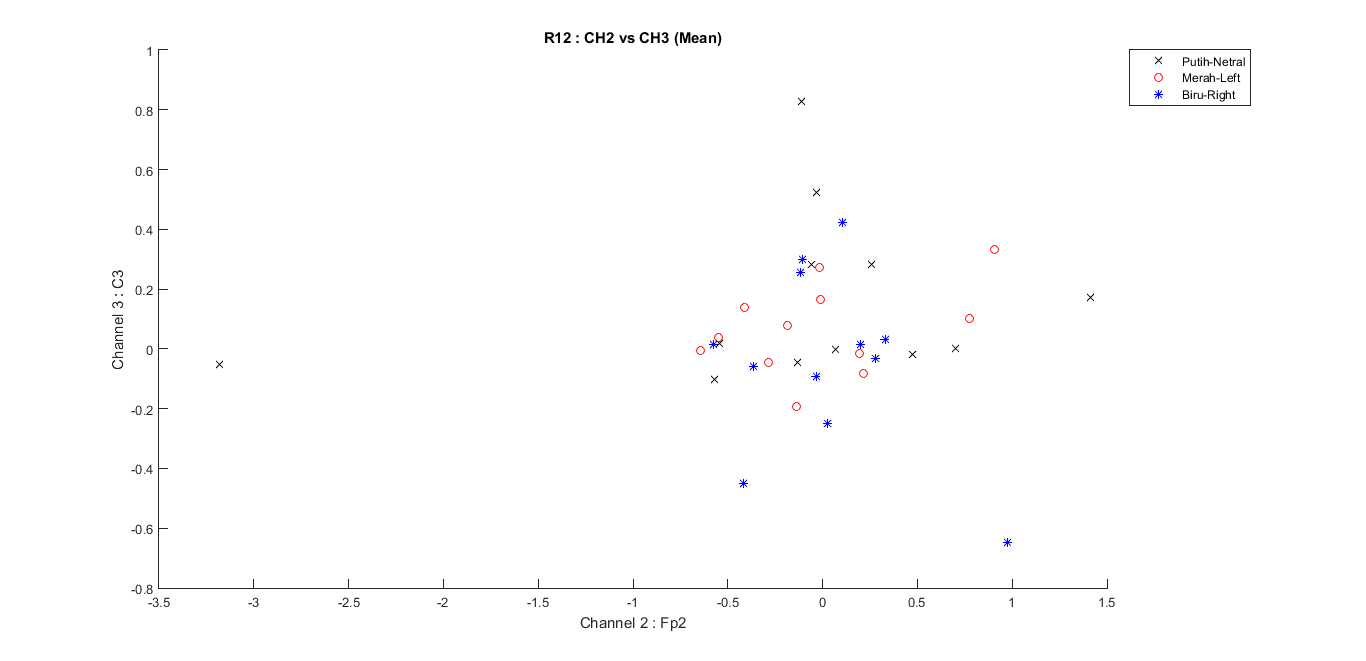 R12 : CH2 vs CH3 (Mean)
Putih-Netral
Merah-Left
Biru-Right
Channel 3 : C3
1
0.8
0.6
0.4
0.2
0
-0.2
-0.4
-0.6
-0.8
-3.5 -3 -2.5 -2 -1.5 -1 -0.5 0 0.5 1 1.5
Channel 2 : Fp2